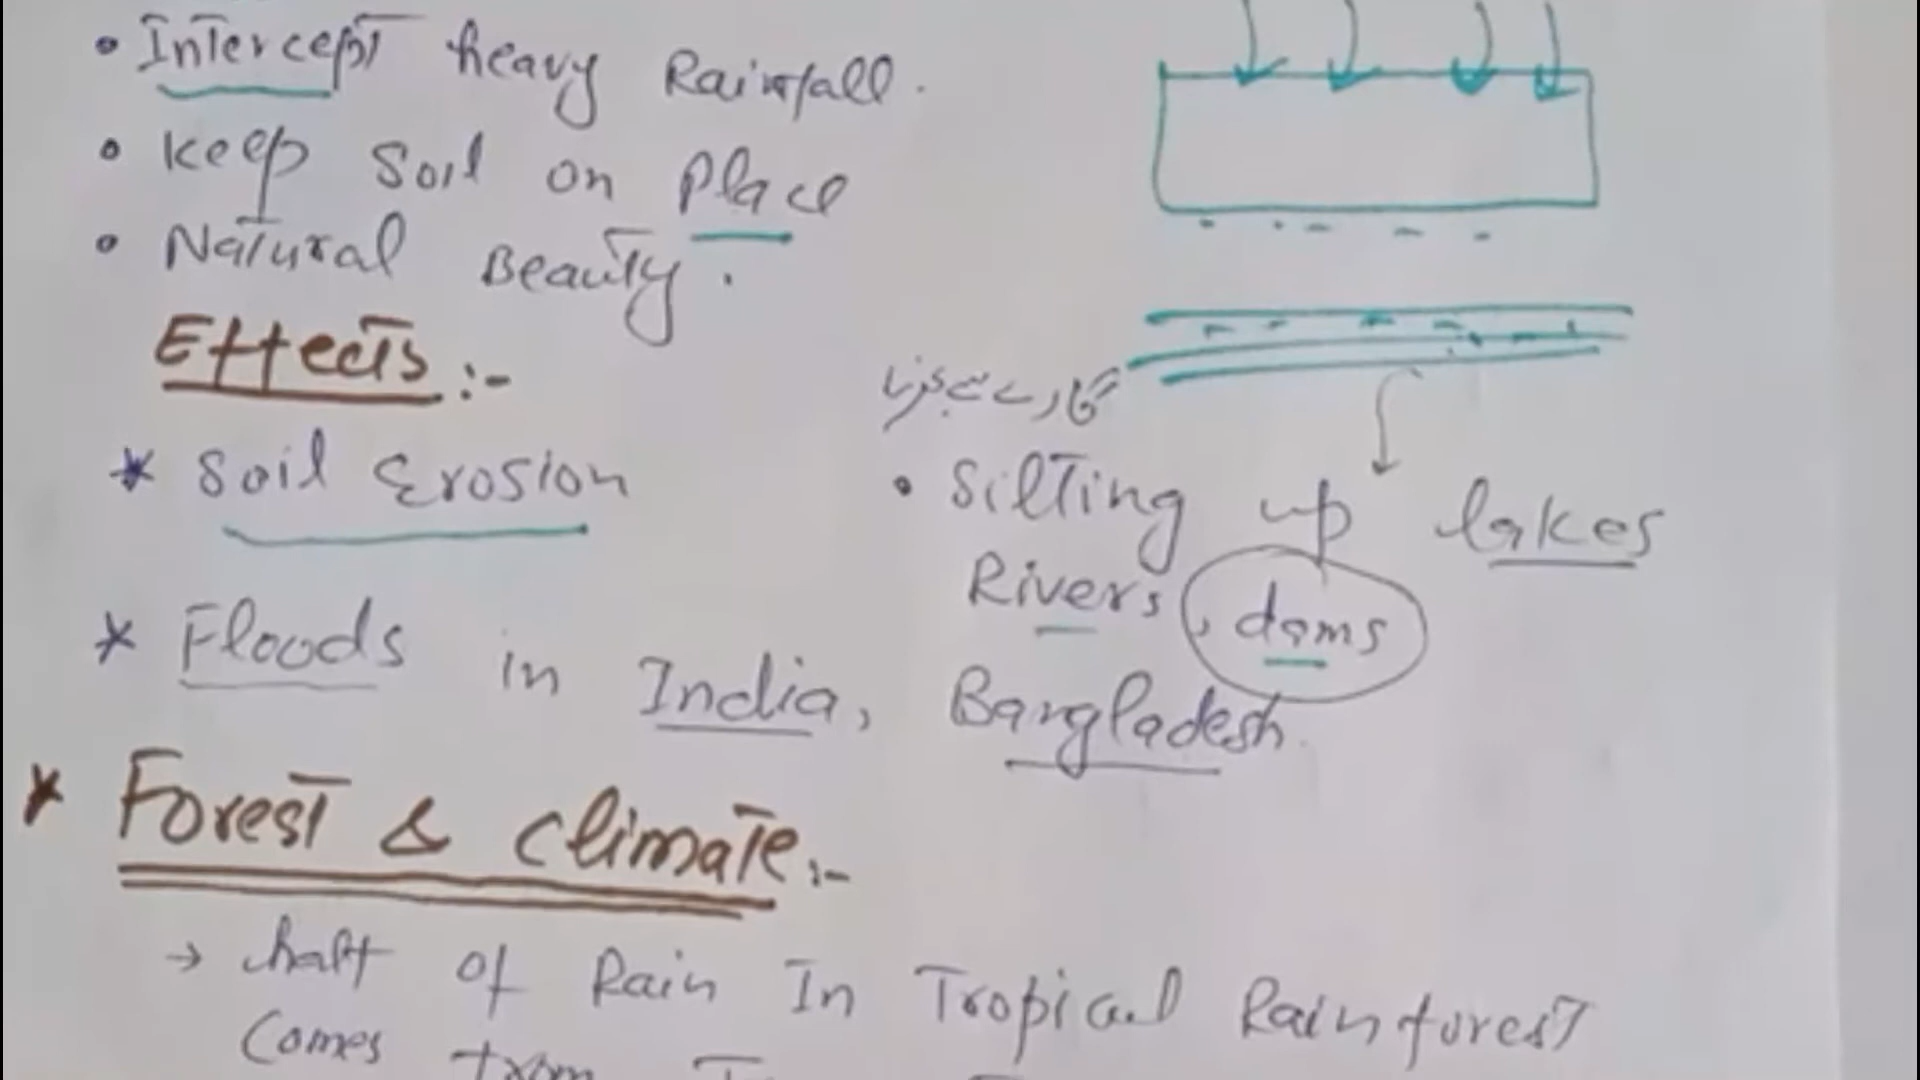 • Intercept heavy Rainfall.
• Keep Soil on Place
• Natural Beauty.
Effects:-
* Soil Erosion
• Silting up lakes
Rivers, dams
* Floods in India, Bangladesh.
* Forest & Climate:-
→ half of Rain In Tropical Rainforest
Comes from